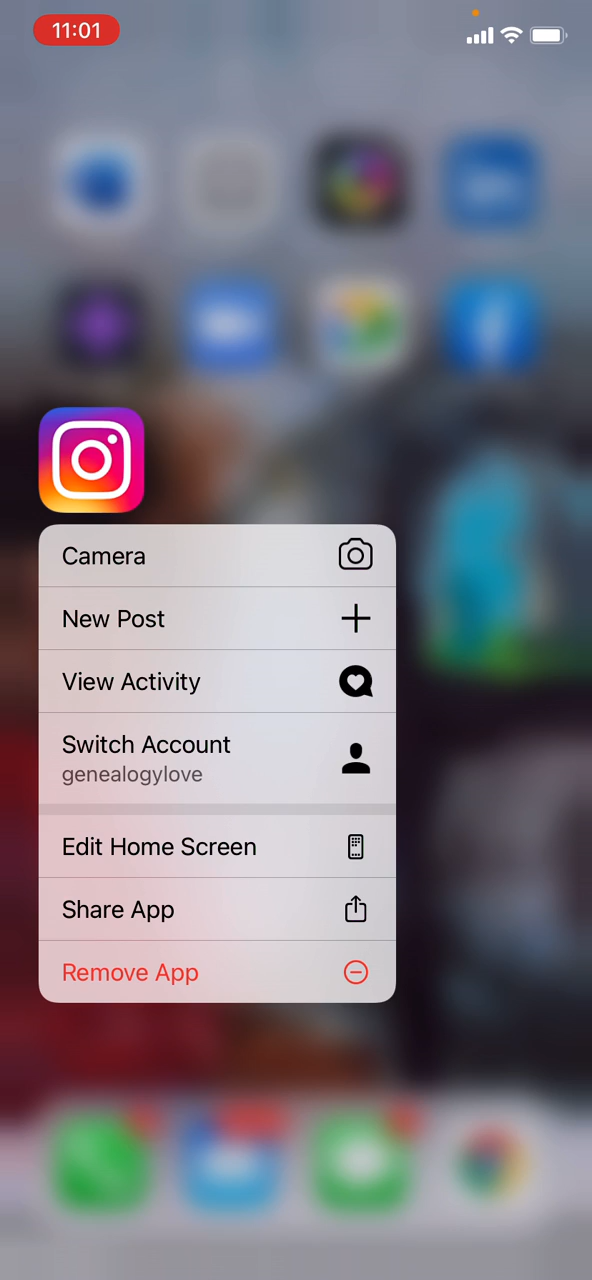 11:01
Camera
New Post
View Activity
Switch Account
genealogylove
Edit Home Screen
Share App
Remove App